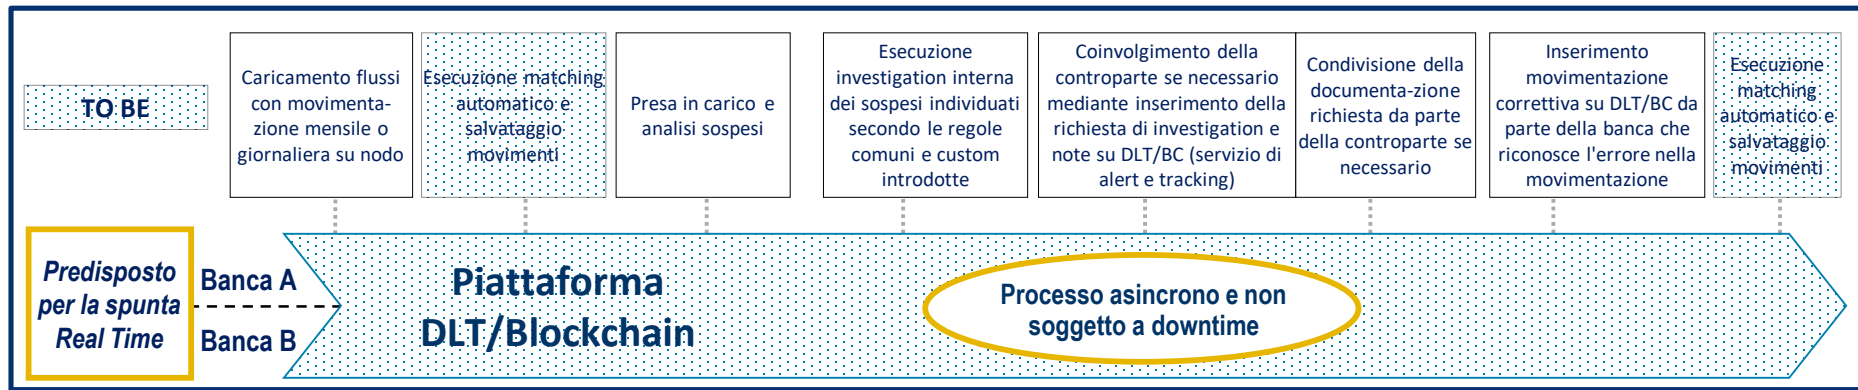 TO BE
Caricamento flussi
con movimenta-
zione mensile o
giornaliera su nodo
Esecuzione matching
automatico e
salvataggio
movimenti
Presa in carico e
analisi sospesi
Esecuzione
investigation interna
dei sospesi individuati
secondo le regole
comuni e custom
introdotte
Coinvolgimento della
controparte se necessario
mediante inserimento della
richiesta di investigation e
note su DLT/BC (servizio di
alert e tracking)
Condivisione della
documenta-zione
richiesta da parte
della controparte se
necessario
Inserimento
movimentazione
correttiva su DLT/BC da
parte della banca che
riconosce l'errore nella
movimentazione
Esecuzione
matching
automatico e
salvataggio
movimenti
Predisposto
per la spunta
Real Time
Banca A
Banca B
Piattaforma
DLT/Blockchain
Processo asincrono e non
soggetto a downtime